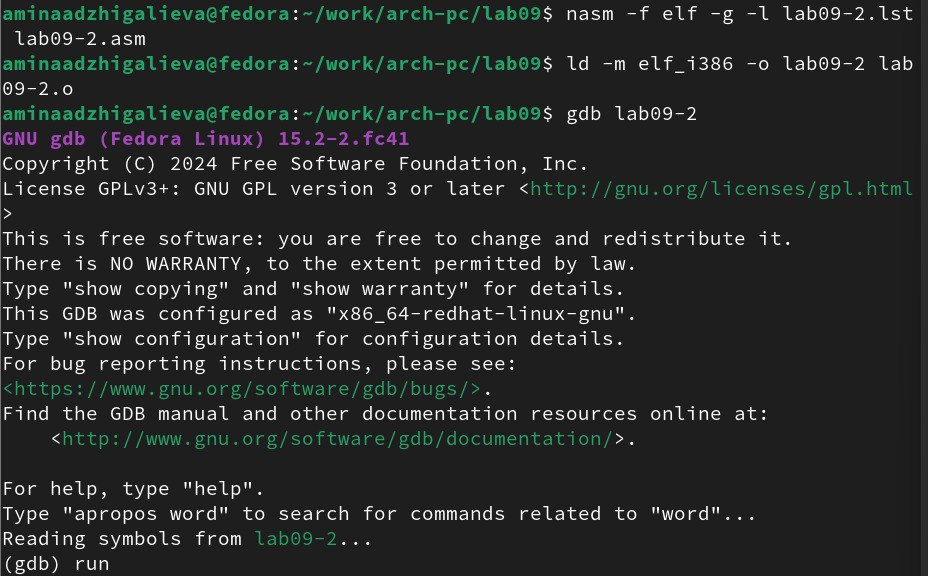 aminaadzhigalieva@fedora:~/work/arch-pc/lab09$ nasm -f elf -g -l lab09-2.lst
 lab09-2.asm
aminaadzhigalieva@fedora:~/work/arch-pc/lab09$ ld -m elf_i386 -o lab09-2 lab
09-2.o
aminaadzhigalieva@fedora:~/work/arch-pc/lab09$ gdb lab09-2
GNU gdb (Fedora Linux) 15.2-2.fc41
Copyright (C) 2024 Free Software Foundation, Inc.
License GPLv3+: GNU GPL version 3 or later <http://gnu.org/licenses/gpl.html
>
This is free software: you are free to change and redistribute it.
There is NO WARRANTY, to the extent permitted by law.
Type "show copying" and "show warranty" for details.
This GDB was configured as "x86_64-redhat-linux-gnu".
Type "show configuration" for configuration details.
For bug reporting instructions, please see:
<https://www.gnu.org/software/gdb/bugs/>.
Find the GDB manual and other documentation resources online at:
    <http://www.gnu.org/software/gdb/documentation/>.

For help, type "help".
Type "apropos word" to search for commands related to "word"...
Reading symbols from lab09-2...
(gdb) run